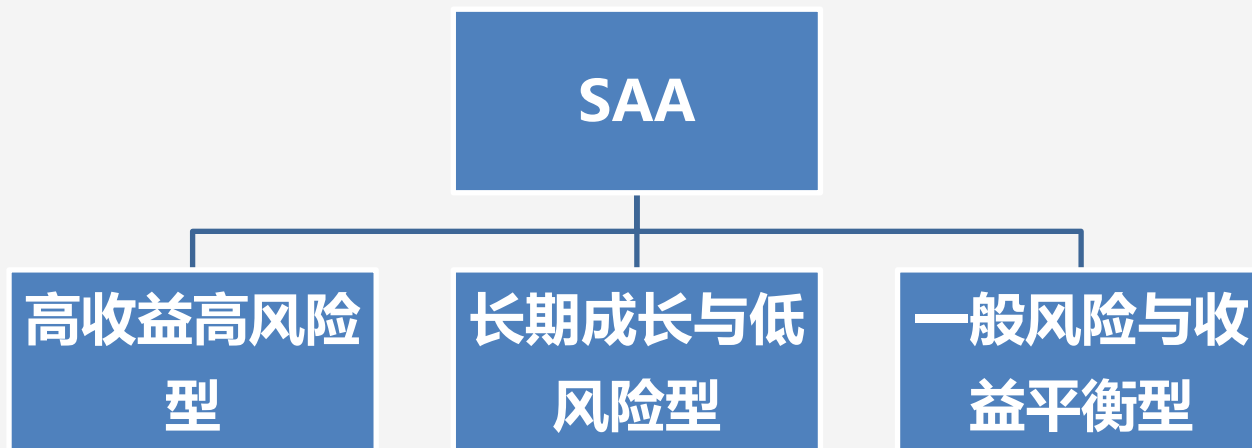 SAA
高收益高风险
型
长期成长与低
风险型
一般风险与收
益平衡型